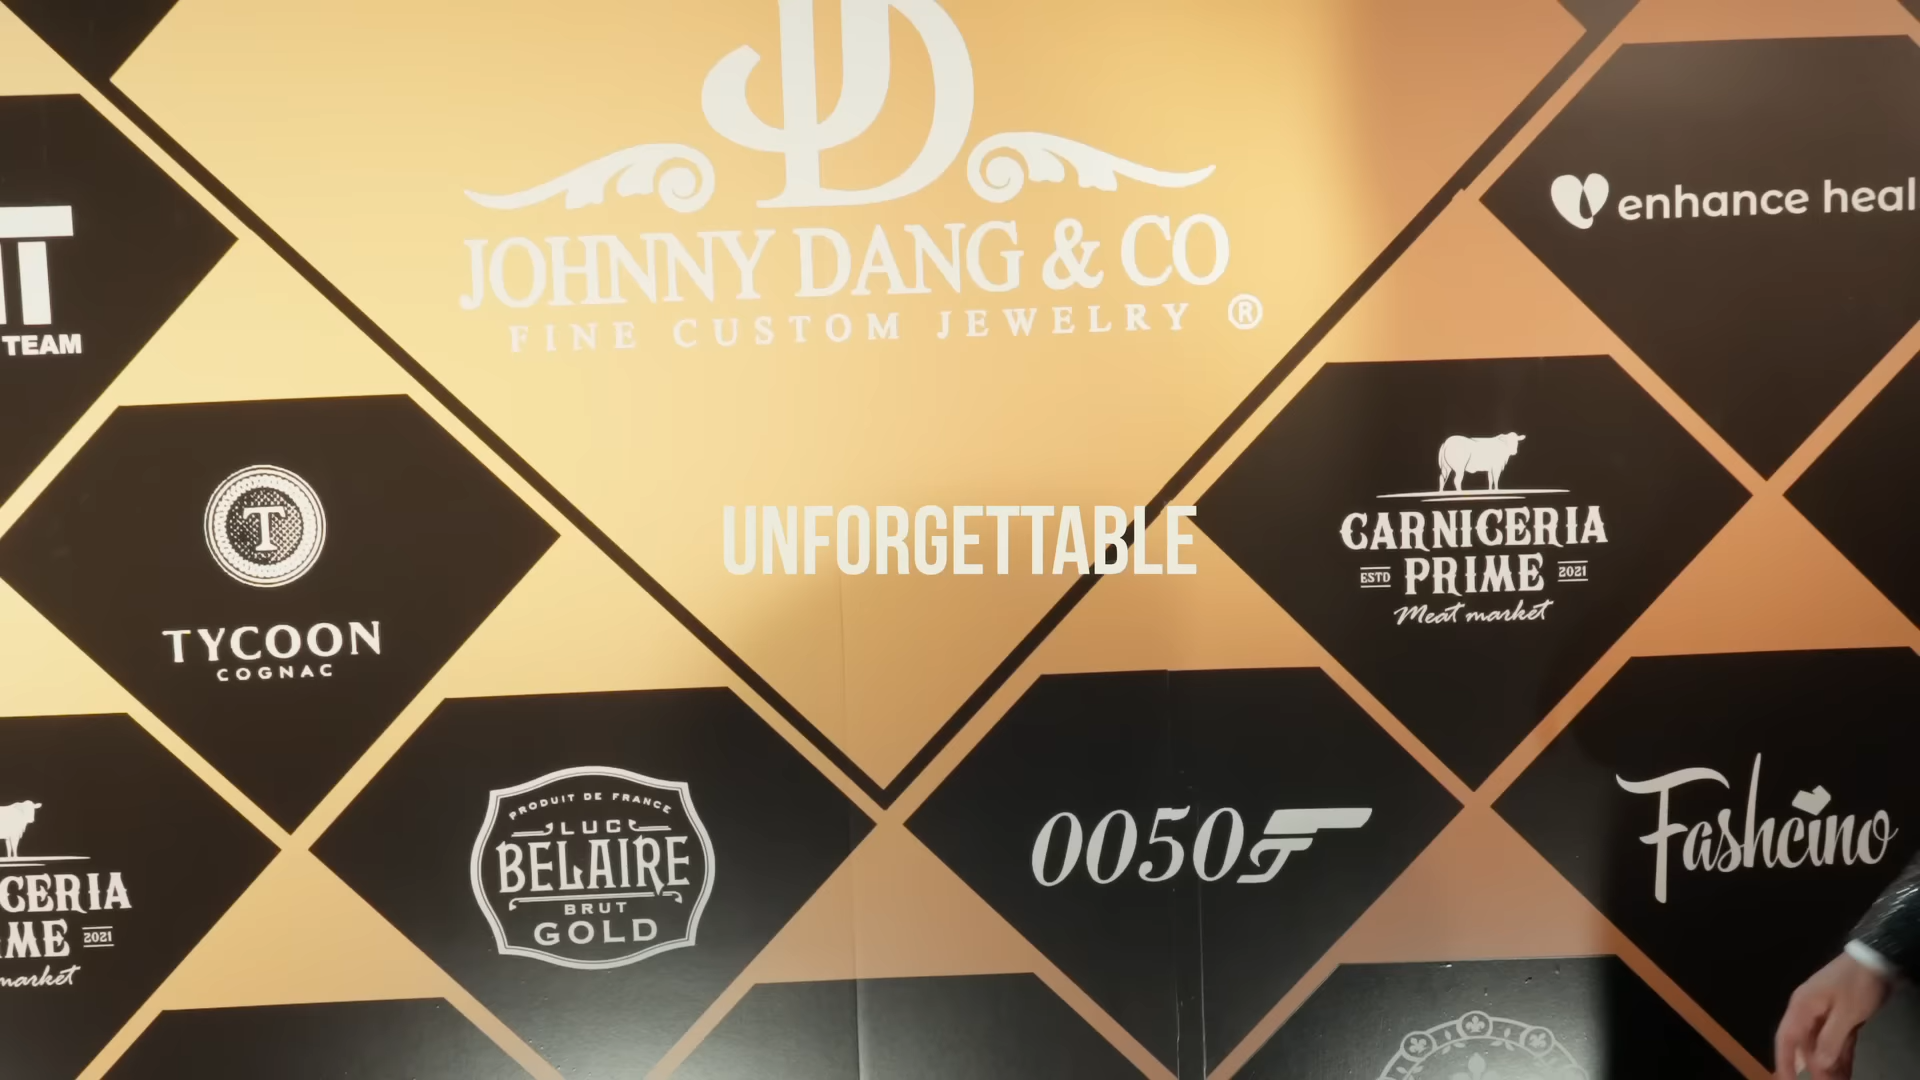 JD
JOHNNY DANG & CO
FINE CUSTOM JEWELRY ®
enhance heal
TEAM
T
TYCOON
COGNAC
UNFORGETTABLE
CARNICERIA
ESTD PRIME 2021
Meat market
PRODUIT DE FRANCE
LUC
BELAIRE
BRUT
GOLD
0050
Fashcino
CERIA
ME 2021
market